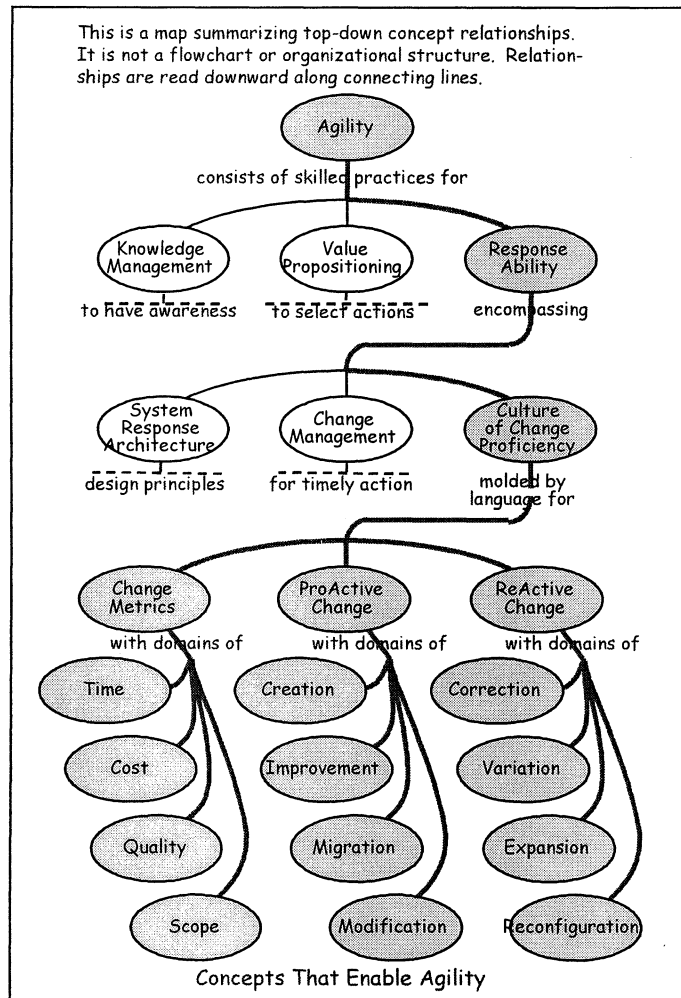 This is a map summarizing top-down concept relationships.
It is not a flowchart or organizational structure. Relation-
ships are read downward along connecting lines.
Agility
consists of skilled practices for
Knowledge
Management
Value
Propositioning
Response
Ability
to have awareness
to select actions
encompassing
System
Response
Architecture
Change
Management
Culture
of Change
Proficiency
design principles
for timely action
molded by
language for
Change
Metrics
ProActive
Change
ReActive
Change
with domains of
with domains of
with domains of
Time
Creation
Correction
Cost
Improvement
Variation
Quality
Migration
Expansion
Scope
Modification
Reconfiguration
Concepts That Enable Agility